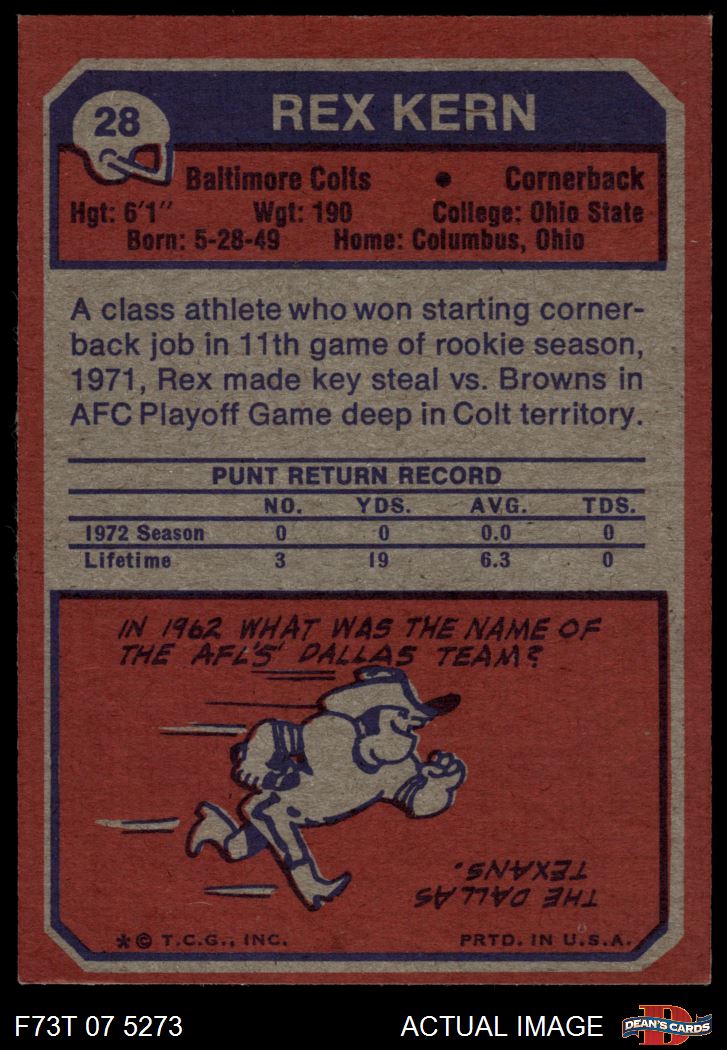 28
REX KERN
Baltimore Colts • Cornerback
Hgt: 6'1" Wgt: 190 College: Ohio State
Born: 5-28-49 Home: Columbus, Ohio
A class athlete who won starting corner-
back job in 11th game of rookie season,
1971, Rex made key steal vs. Browns in
AFC Playoff Game deep in Colt territory.
PUNT RETURN RECORD
NO. YDS. AVG. TDS.
1972 Season 0 0 0.0 0
Lifetime 3 19 6.3 0
IN 1962 WHAT WAS THE NAME OF
THE AFL'S' DALLAS TEAM?
THE DALLAS
TEXANS.
*© T.C.G., INC. PRTD. IN U.S.A.
F73T 07 5273 ACTUAL IMAGE
D
DEAN'S CARDS